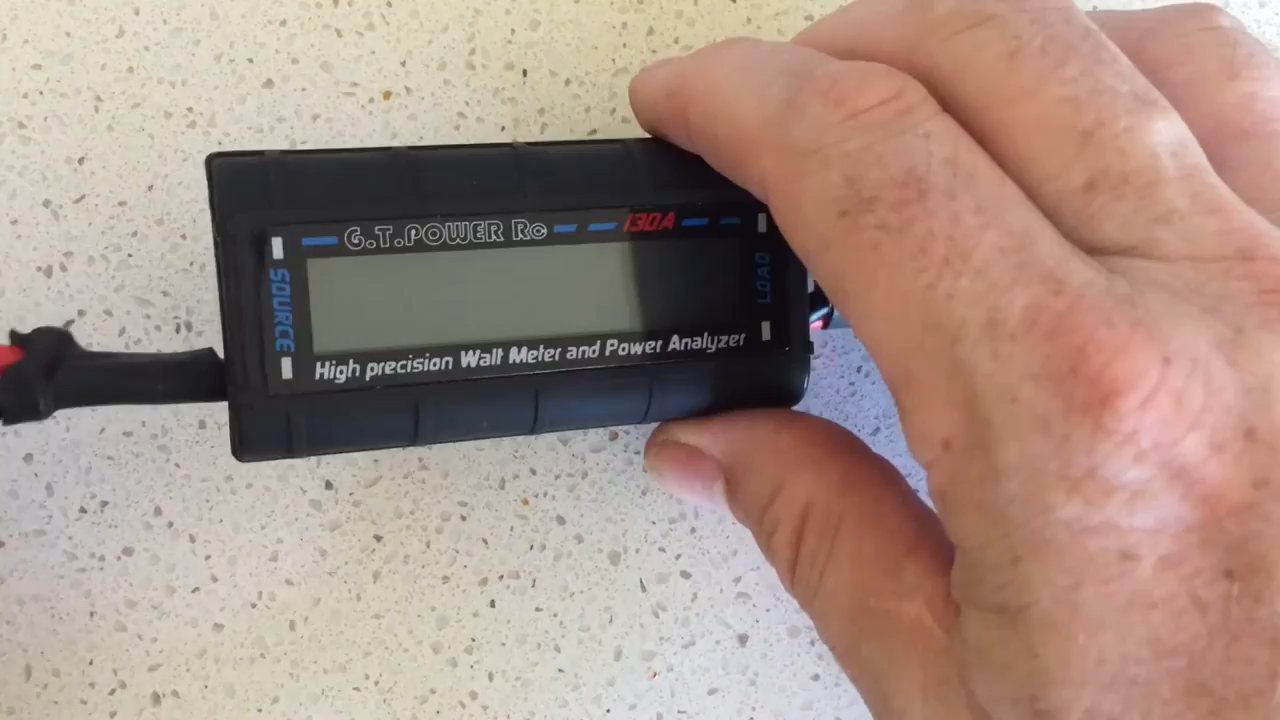 G.T.POWER RC
130A
SOURCE
LOAD
High precision Watt Meter and Power Analyzer